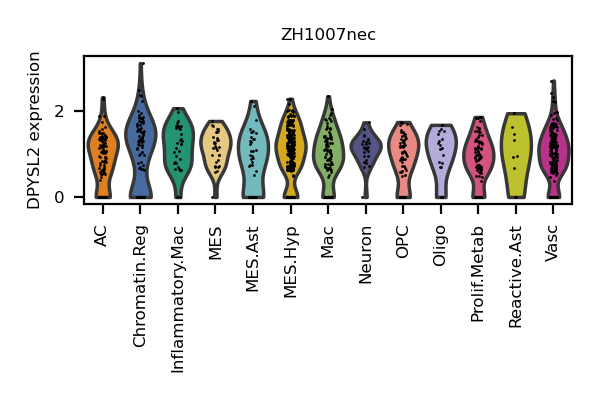 ZH1007nec
DPYSL2 expression
2
0
AC
Chromatin.Reg
Inflammatory.Mac
MES
MES.Ast
MES.Hyp
Mac
Neuron
OPC
Oligo
Prolif.Metab
Reactive.Ast
Vasc